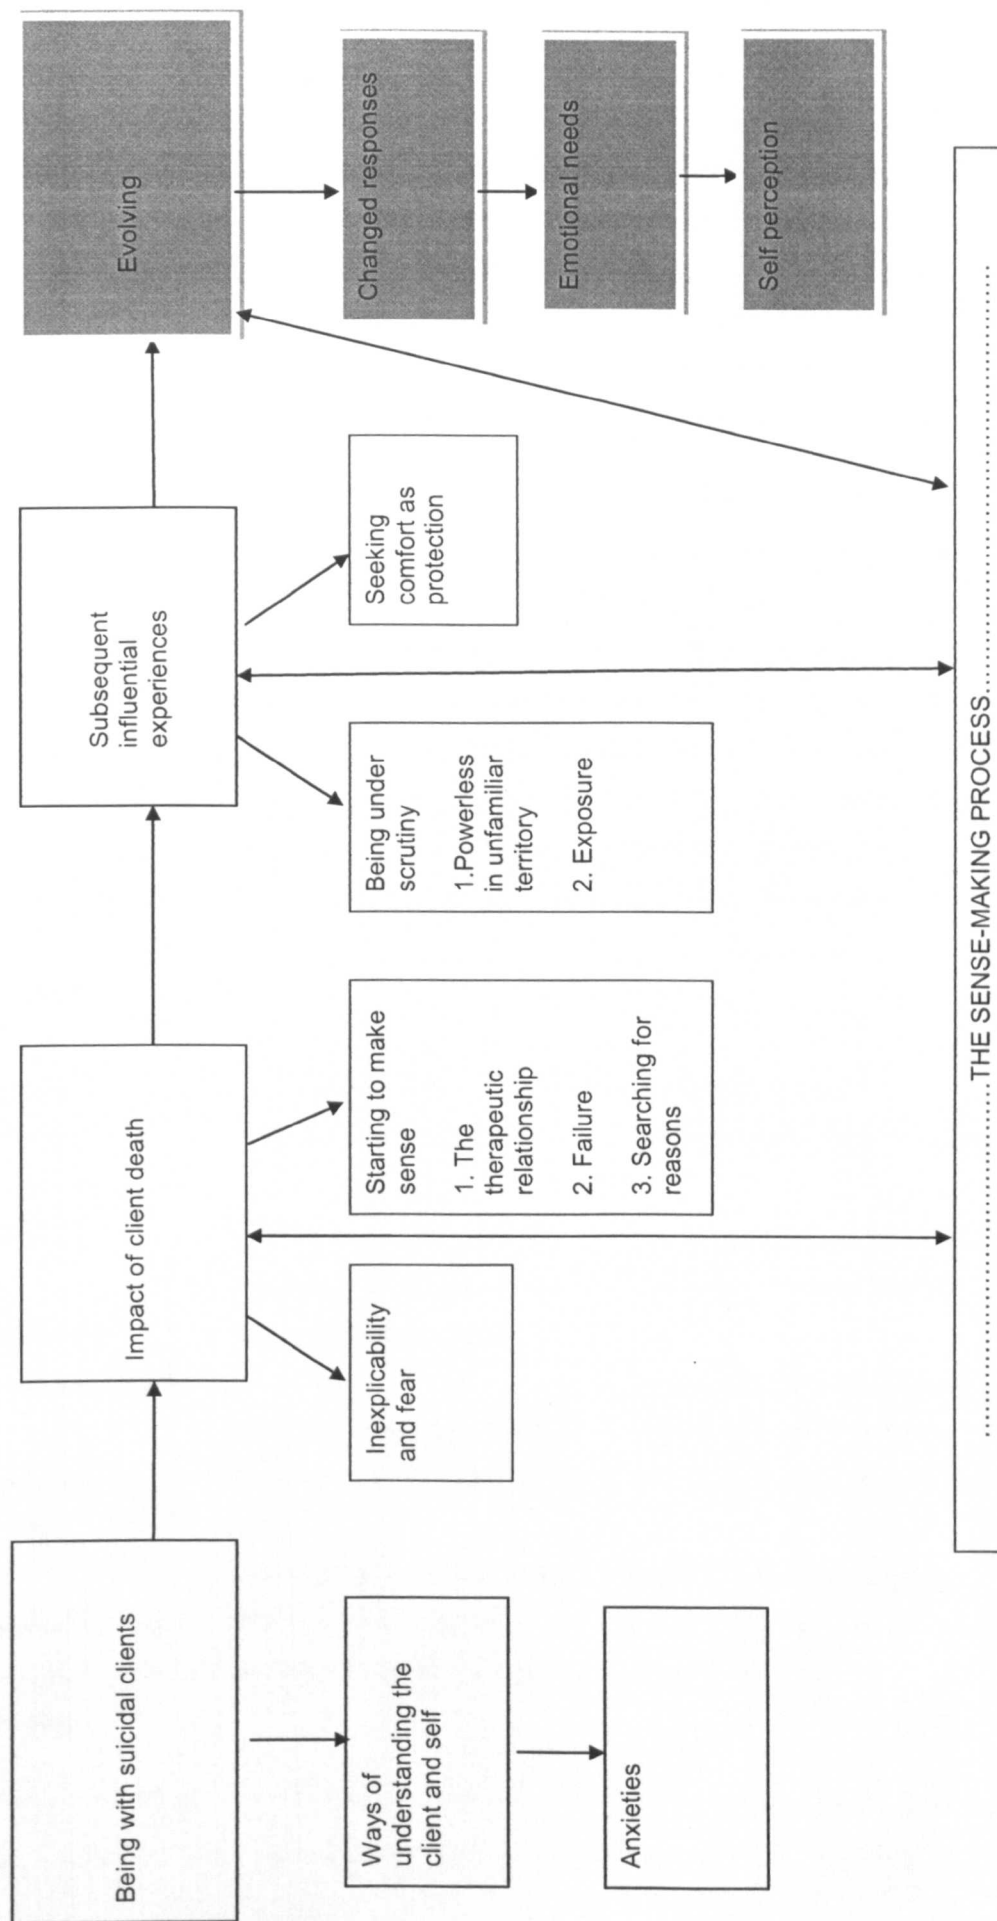 Being with suicidal clients
Ways of
understanding the
client and self
Anxieties
Impact of client death
Inexplicability
and fear
Starting to make
sense
1. The
therapeutic
relationship
2. Failure
3. Searching for
reasons
Subsequent
influential
experiences
Being under
scrutiny
1.Powerless
in unfamiliar
territory
2. Exposure
Seeking
comfort as
protection
Evolving
Changed responses
Emotional needs
Self perception
THE SENSE-MAKING PROCESS